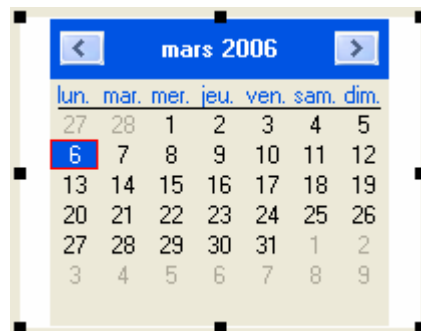 mars 2006
lun. mar. mer. jeu. ven. sam. dim.
27 28 1 2 3 4 5
6 7 8 9 10 11 12
13 14 15 16 17 18 19
20 21 22 23 24 25 26
27 28 29 30 31 1 2
3 4 5 6 7 8 9